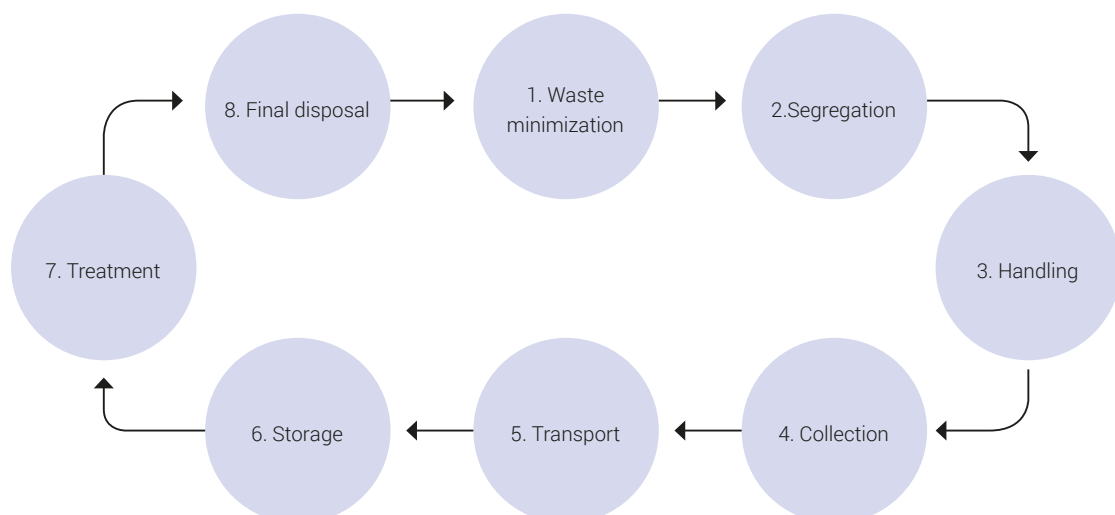 8. Final disposal
1. Waste
minimization
2.Segregation
7. Treatment
3. Handling
6. Storage
5. Transport
4. Collection